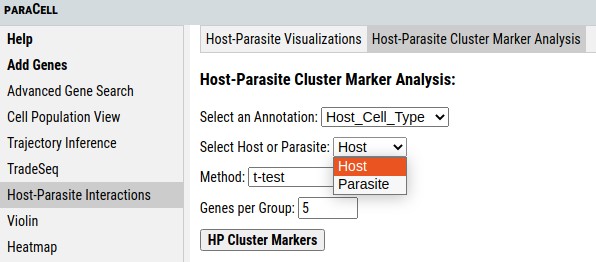 PARACELL
Help
Add Genes
Advanced Gene Search
Cell Population View
Trajectory Inference
TradeSeq
Host-Parasite Interactions
Violin
Heatmap
Host-Parasite Visualizations Host-Parasite Cluster Marker Analysis
Host-Parasite Cluster Marker Analysis:
Select an Annotation: Host_Cell_Type
Select Host or Parasite: Host
Host
Parasite
Method: t-test
Genes per Group: 5
HP Cluster Markers